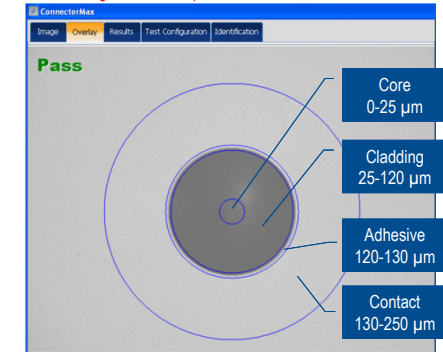 ConnectorMax
Image Overlay Results Test Configuration Identification
Pass
Core
0-25 µm
Cladding
25-120 µm
Adhesive
120-130 µm
Contact
130-250 µm